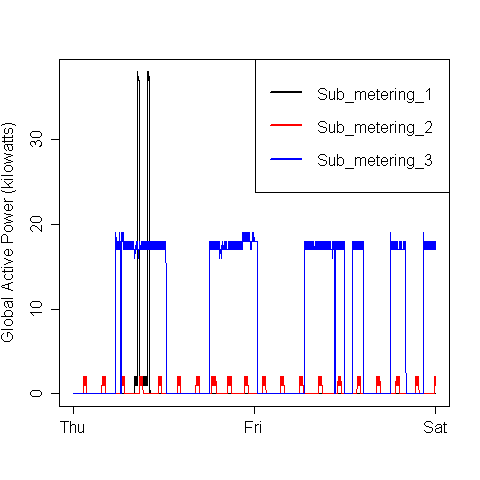 Sub_metering_1
Sub_metering_2
Sub_metering_3
Global Active Power (kilowatts)
30
20
10
0
Thu Fri Sat